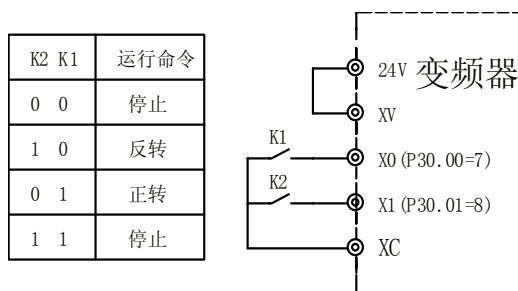 K2 K1 运行命令
0 0 停止
1 0 反转
0 1 正转
1 1 停止
24V 变频器
XV
K1
X0(P30.00=7)
K2
X1(P30.01=8)
XC